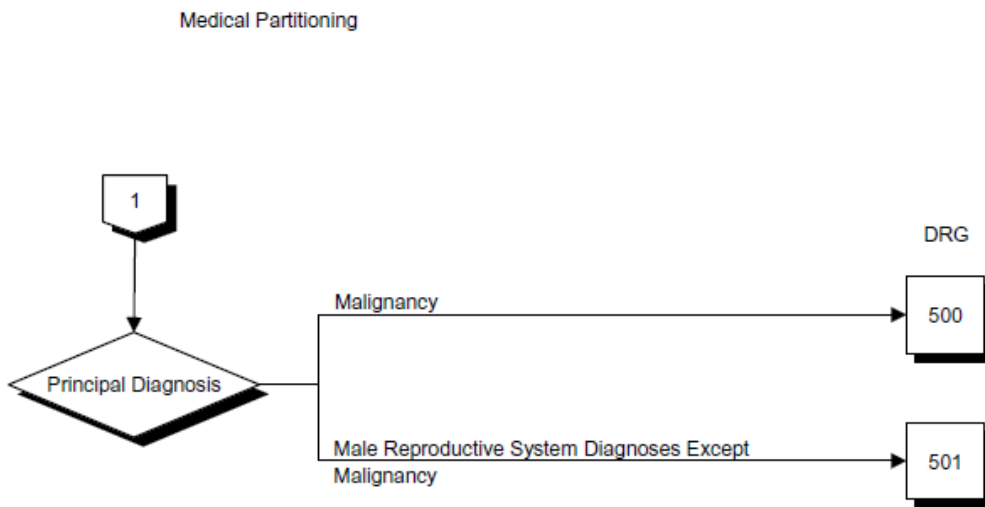 Medical Partitioning
1
DRG
Malignancy
500
Principal Diagnosis
Male Reproductive System Diagnoses Except
Malignancy
501